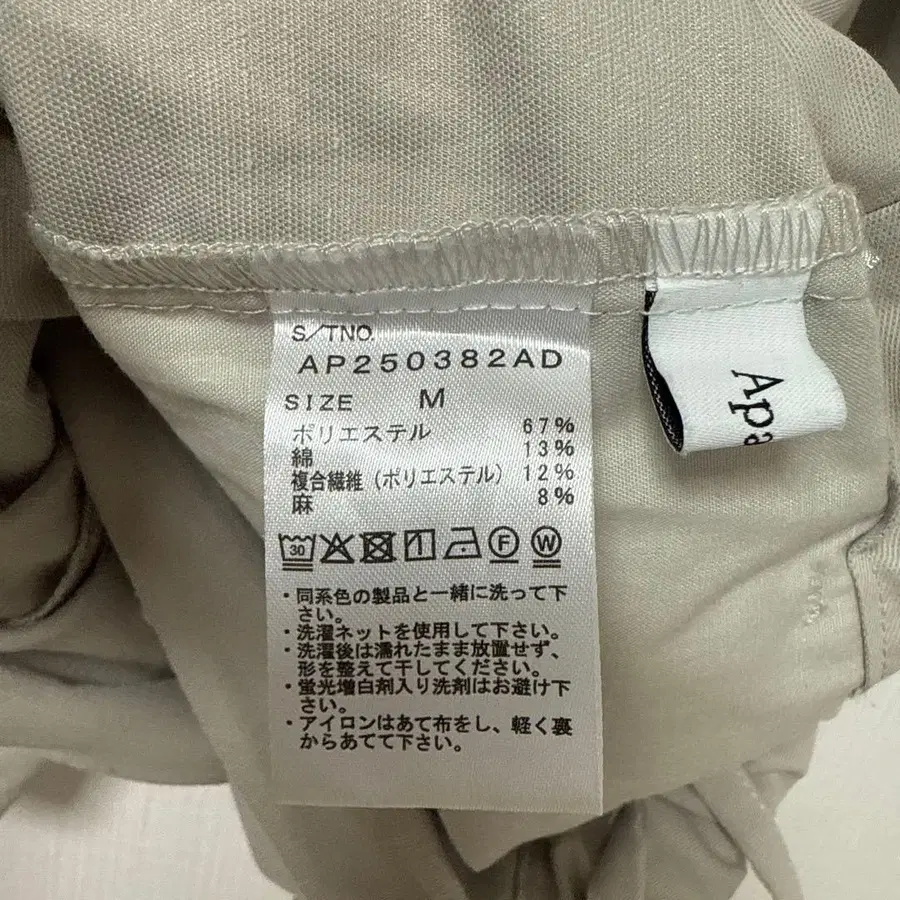 S/TNO.
AP250382AD
SIZE M
ポリエステル 67%
綿 13%
複合繊維(ポリエステル) 12%
麻 8%
30
F
W
・同系色の製品と一緒に洗って下
さい。
・洗濯ネットを使用して下さい。
・洗濯後は濡れたまま放置せず、
形を整えて干してください。
・蛍光増白剤入り洗剤はお避け下
さい。
・アイロンはあて布をし、軽く裏
からあてて下さい。